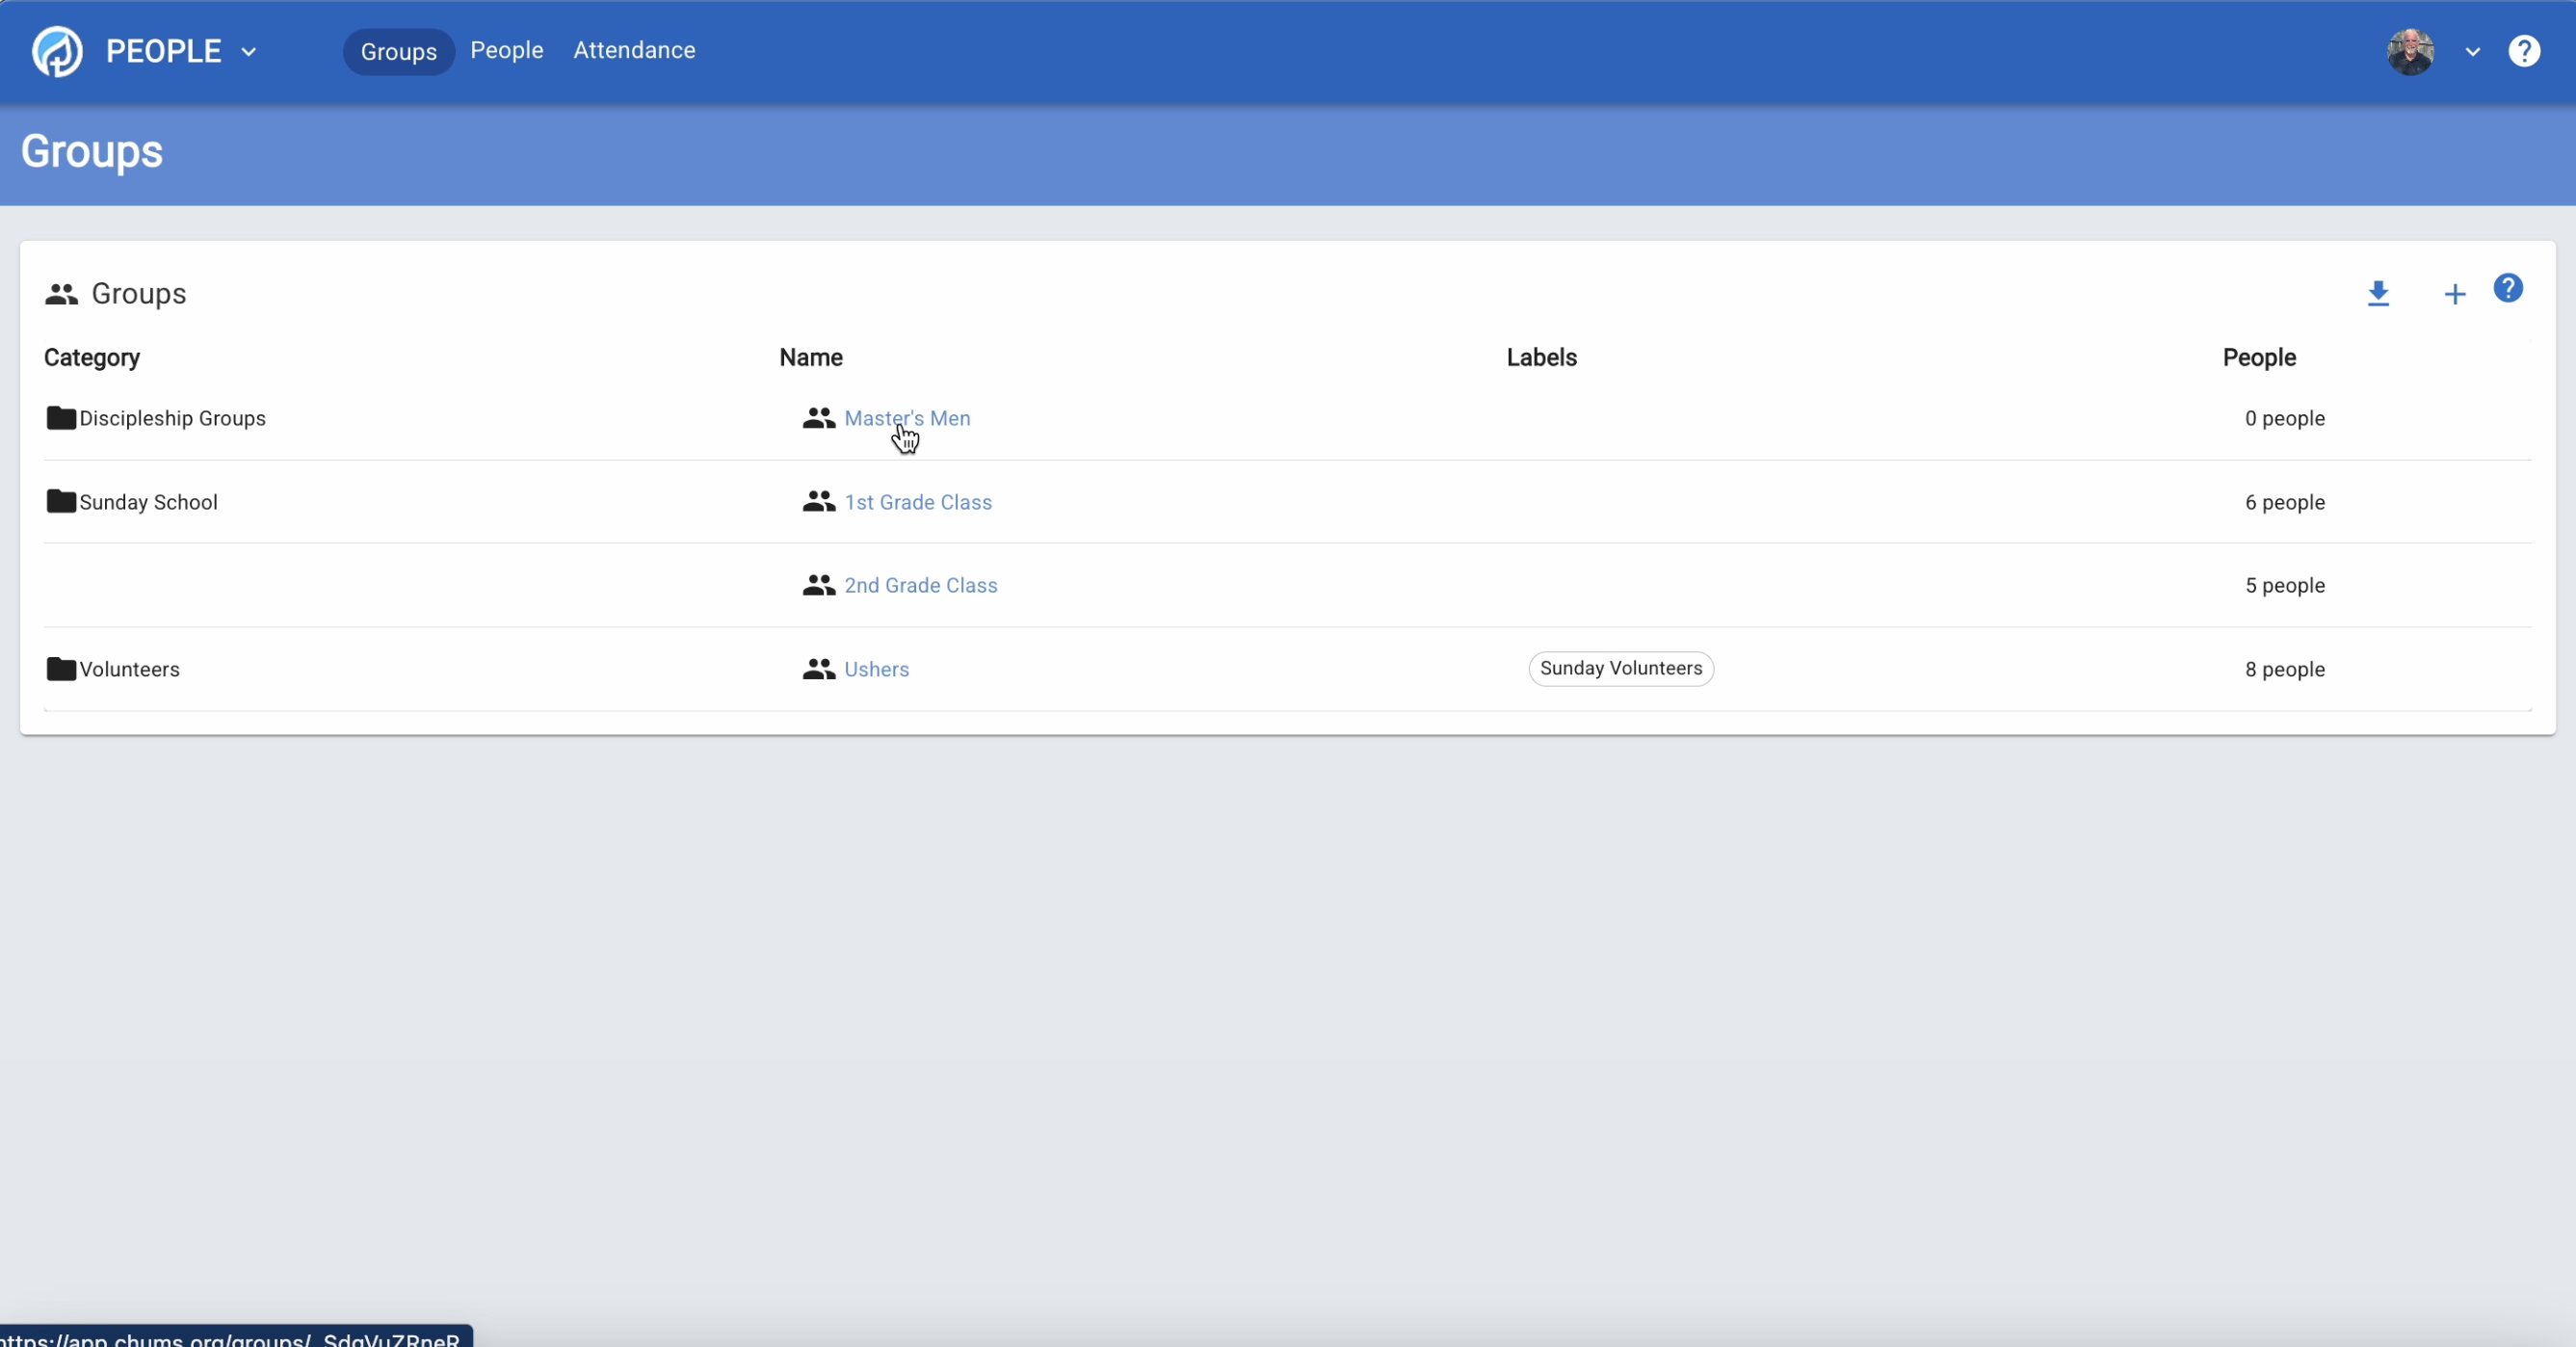 PEOPLE Groups People Attendance
Groups
Groups
Category Name Labels People
Discipleship Groups Master's Men 0 people
Sunday School 1st Grade Class 6 people
2nd Grade Class 5 people
Volunteers Ushers Sunday Volunteers 8 people
https://app.chums.org/groups/_SdgVuZRneR